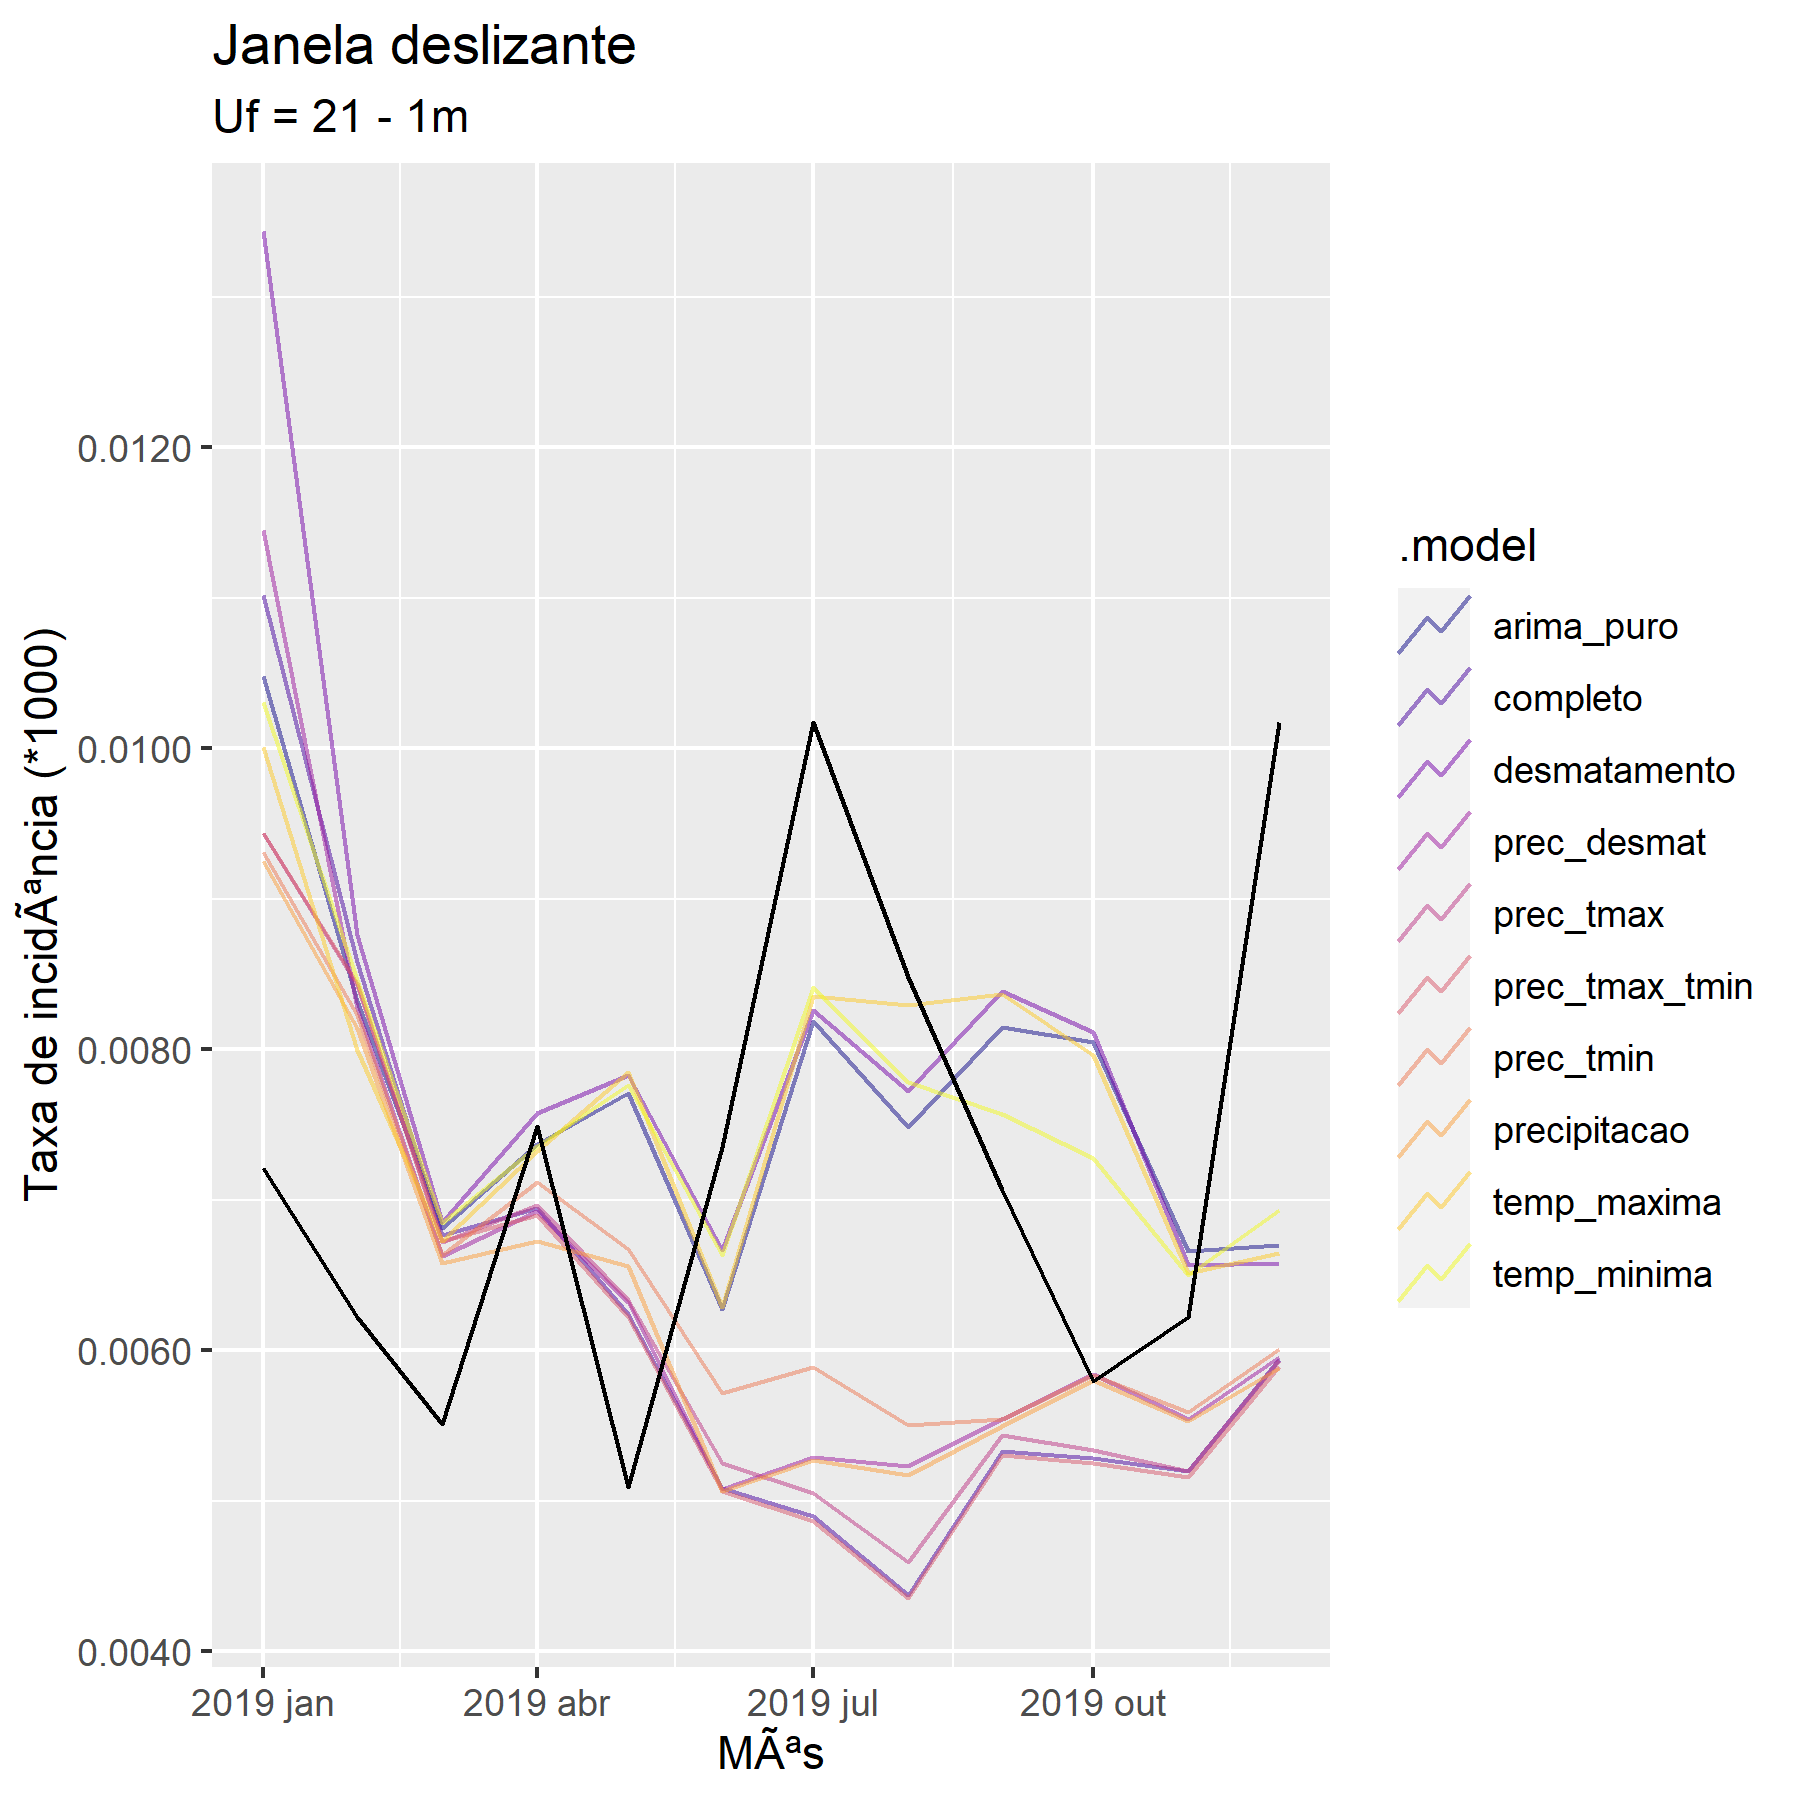 Janela deslizante
Uf = 21 - 1m
Taxa de incidÃªncia (*1000)
0.0120
0.0100
0.0080
0.0060
0.0040
2019 jan
2019 abr
2019 jul
2019 out
MÃªs
.model
arima_puro
completo
desmatamento
prec_desmat
prec_tmax
prec_tmax_tmin
prec_tmin
precipitacao
temp_maxima
temp_minima